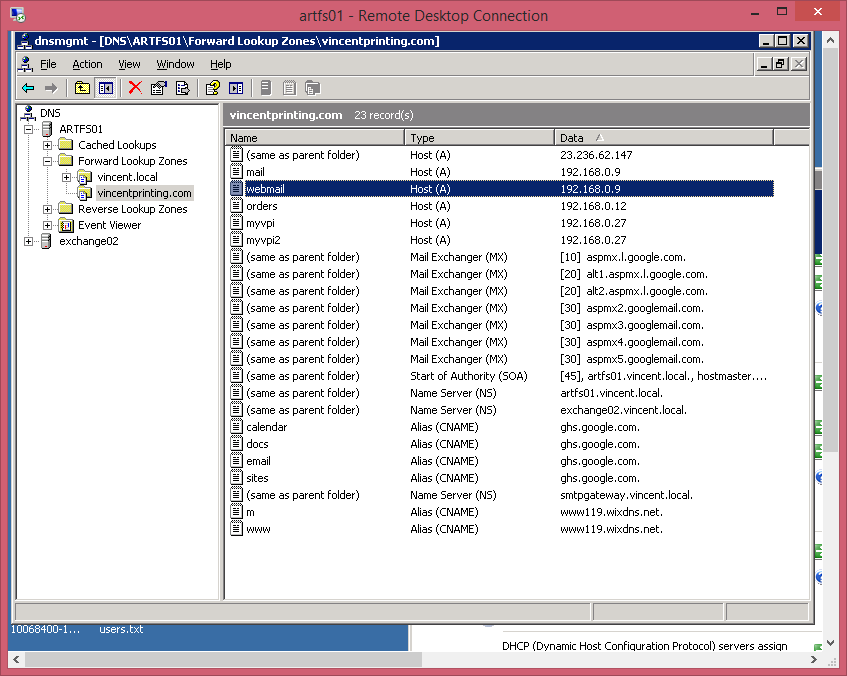 artfs01 - Remote Desktop Connection
dnsmgmt - [DNS\ARTFS01\Forward Lookup Zones\vincentprinting.com]
File Action View Window Help
DNS
ARTFS01
Cached Lookups
Forward Lookup Zones
vincent.local
vincentprinting.com
Reverse Lookup Zones
Event Viewer
exchange02
vincentprinting.com 23 record(s)
Name Type Data
(same as parent folder) Host (A) 23.236.62.147
mail Host (A) 192.168.0.9
webmail Host (A) 192.168.0.9
orders Host (A) 192.168.0.12
myvpi Host (A) 192.168.0.27
myvpi2 Host (A) 192.168.0.27
(same as parent folder) Mail Exchanger (MX) [10] aspmx.l.google.com.
(same as parent folder) Mail Exchanger (MX) [20] alt1.aspmx.l.google.com.
(same as parent folder) Mail Exchanger (MX) [20] alt2.aspmx.l.google.com.
(same as parent folder) Mail Exchanger (MX) [30] aspmx2.googlemail.com.
(same as parent folder) Mail Exchanger (MX) [30] aspmx3.googlemail.com.
(same as parent folder) Mail Exchanger (MX) [30] aspmx4.googlemail.com.
(same as parent folder) Mail Exchanger (MX) [30] aspmx5.googlemail.com.
(same as parent folder) Start of Authority (SOA) [45], artfs01.vincent.local., hostmaster....
(same as parent folder) Name Server (NS) artfs01.vincent.local.
(same as parent folder) Name Server (NS) exchange02.vincent.local.
calendar Alias (CNAME) ghs.google.com.
docs Alias (CNAME) ghs.google.com.
email Alias (CNAME) ghs.google.com.
sites Alias (CNAME) ghs.google.com.
(same as parent folder) Name Server (NS) smtpgateway.vincent.local.
m Alias (CNAME) www119.wixdns.net.
www Alias (CNAME) www119.wixdns.net.
10068400-1... users.txt
DHCP (Dynamic Host Configuration Protocol) servers assign